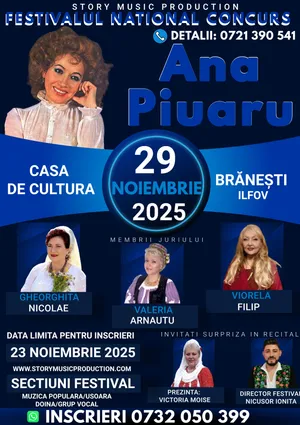 STORY MUSIC PRODUCTION
FESTIVALUL NATIONAL CONCURS
DETALII: 0721 390 541
Ana
Piuaru
CASA
DE CULTURA
29
NOIEMBRIE
2025
BRĂNEȘTI
ILFOV
MEMBRII JURIULUI
GHEORGHITA
NICOLAE
VALERIA
ARNAUTU
VIORELA
FILIP
DATA LIMITA PENTRU INSCRIERI
23 NOIEMBRIE 2025
WWW.STORYMUSICPRODUCTION.COM
SECTIUNI FESTIVAL
MUZICA POPULARA/USOARA
DOINA/GRUP VOCAL
INVITATI SURPRIZA IN RECITAL
PREZINTA:
VICTORIA MOISE
DIRECTOR FESTIVAL
NICUSOR IONITA
INSCRIERI 0732 050 399